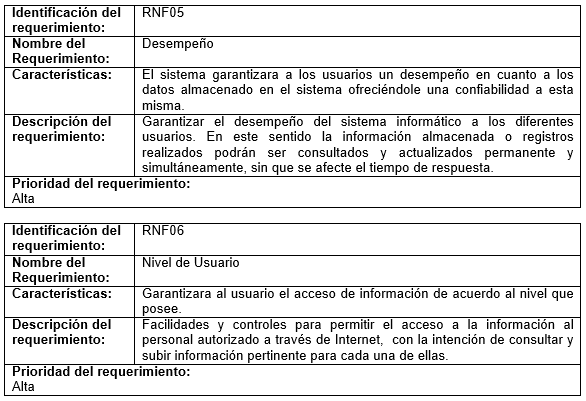 Identificación del requerimiento: RNF05
Nombre del Requerimiento: Desempeño
Características: El sistema garantizara a los usuarios un desempeño en cuanto a los
datos almacenado en el sistema ofreciéndole una confiabilidad a esta
misma.
Descripción del requerimiento: Garantizar el desempeño del sistema informático a los diferentes
usuarios. En este sentido la información almacenada o registros
realizados podrán ser consultados y actualizados permanente y
simultáneamente, sin que se afecte el tiempo de respuesta.
Prioridad del requerimiento:
Alta
Identificación del requerimiento: RNF06
Nombre del Requerimiento: Nivel de Usuario
Características: Garantizara al usuario el acceso de información de acuerdo al nivel que
posee.
Descripción del requerimiento: Facilidades y controles para permitir el acceso a la información al
personal autorizado a través de Internet, con la intención de consultar y
subir información pertinente para cada una de ellas.
Prioridad del requerimiento:
Alta